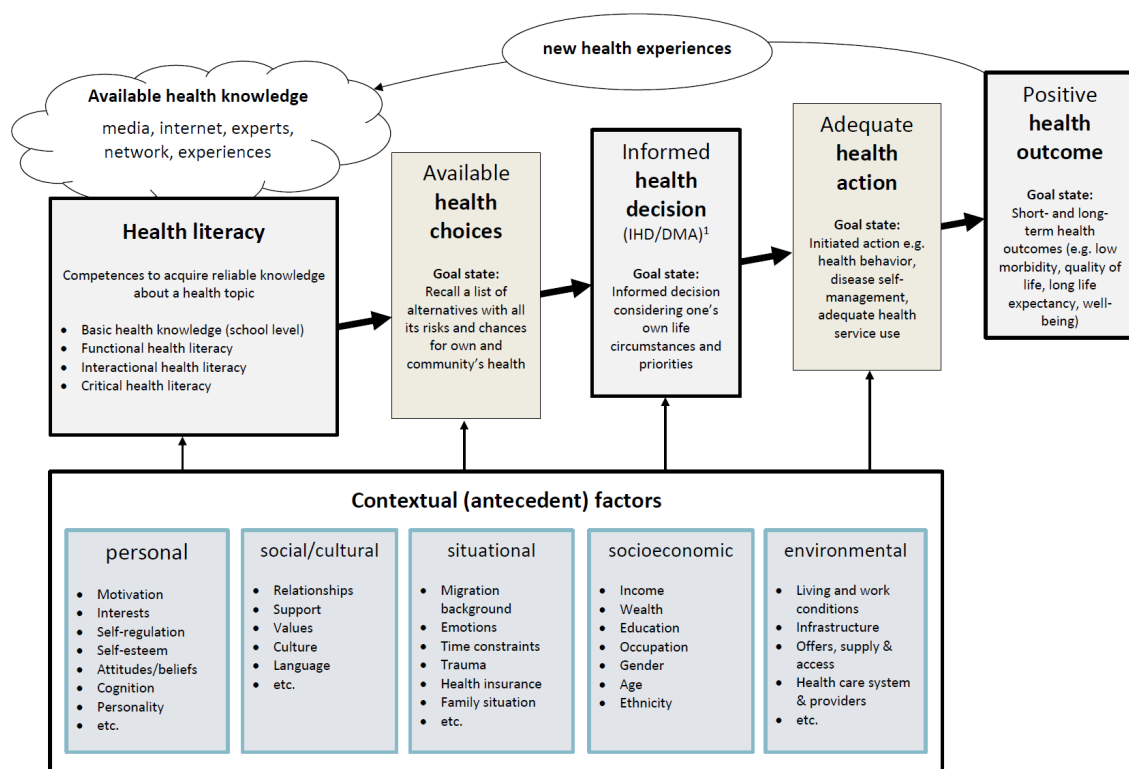 new health experiences
Available health knowledge
media, internet, experts,
network, experiences
Health literacy
Competences to acquire reliable knowledge
about a health topic
• Basic health knowledge (school level)
• Functional health literacy
• Interactional health literacy
• Critical health literacy
Available
health
choices
Goal state:
Recall a list of
alternatives with all
its risks and chances
for own and
community's health
Informed
health
decision
(IHD/DMA)¹
Goal state:
Informed decision
considering one's own life
circumstances and
priorities
Adequate
health
action
Goal state:
Initiated action e.g.
health behavior,
disease self-
management,
adequate health
service use
Positive
health
outcome
Goal state:
Short- and long-
term health
outcomes (e.g. low
morbidity, quality of
life, long life
expectancy, well-
being)
Contextual (antecedent) factors
personal
• Motivation
• Interests
• Self-regulation
• Self-esteem
• Attitudes/beliefs
• Cognition
• Personality
• etc.
social/cultural
• Relationships
• Support
• Values
• Culture
• Language
• etc.
situational
• Migration
background
• Emotions
• Time constraints
• Trauma
• Health insurance
• Family situation
• etc.
socioeconomic
• Income
• Wealth
• Education
• Occupation
• Gender
• Age
• Ethnicity
environmental
• Living and work
conditions
• Infrastructure
• Offers, supply &
access
• Health care system
& providers
• etc.